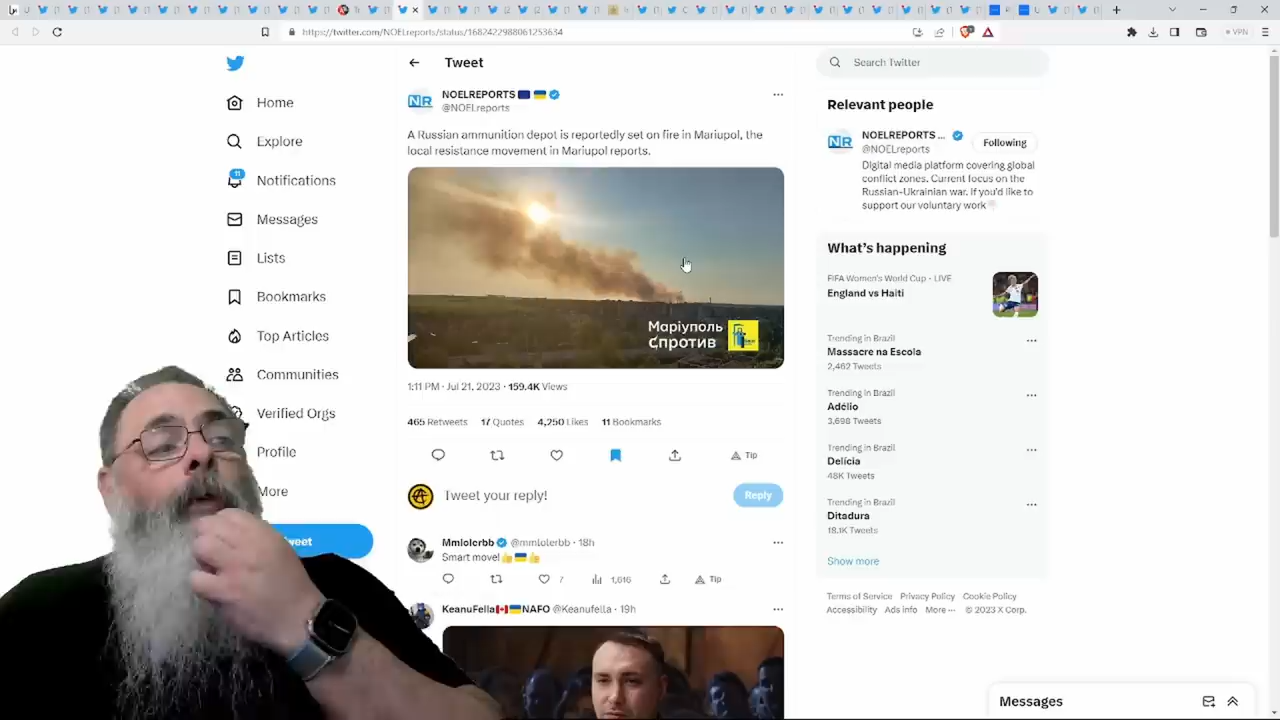 https://twitter.com/NOELreports/status/1682422988061253634
VPN
Home
Explore
11
Notifications
Messages
Lists
Bookmarks
Top Articles
Communities
Verified Orgs
Profile
More
Tweet
NOELREPORTS
@NOELreports
A Russian ammunition depot is reportedly set on fire in Mariupol, the
local resistance movement in Mariupol reports.
Маріуполь
Спротив
1:11 PM · Jul 21, 2023 · 159.4K Views
465 Retweets 17 Quotes 4,250 Likes 11 Bookmarks
Tip
Tweet your reply!
Reply
Mmlolerbb @mmlolerbb · 18h
Smart move!
7
1,616
Tip
KeanuFella NAFO @Keanufella · 19h
Search Twitter
Relevant people
NR
NOELREPORTS ...
@NOELreports
Following
Digital media platform covering global
conflict zones. Current focus on the
Russian-Ukrainian war. If you'd like to
support our voluntary work
What's happening
FIFA Women's World Cup · LIVE
England vs Haiti
Trending in Brazil
Massacre na Escola
2,462 Tweets
Trending in Brazil
Adélio
3,698 Tweets
Trending in Brazil
Delícia
48K Tweets
Trending in Brazil
Ditadura
18.1K Tweets
Show more
Terms of Service Privacy Policy Cookie Policy
Accessibility Ads info More ··· © 2023 X Corp.
Messages